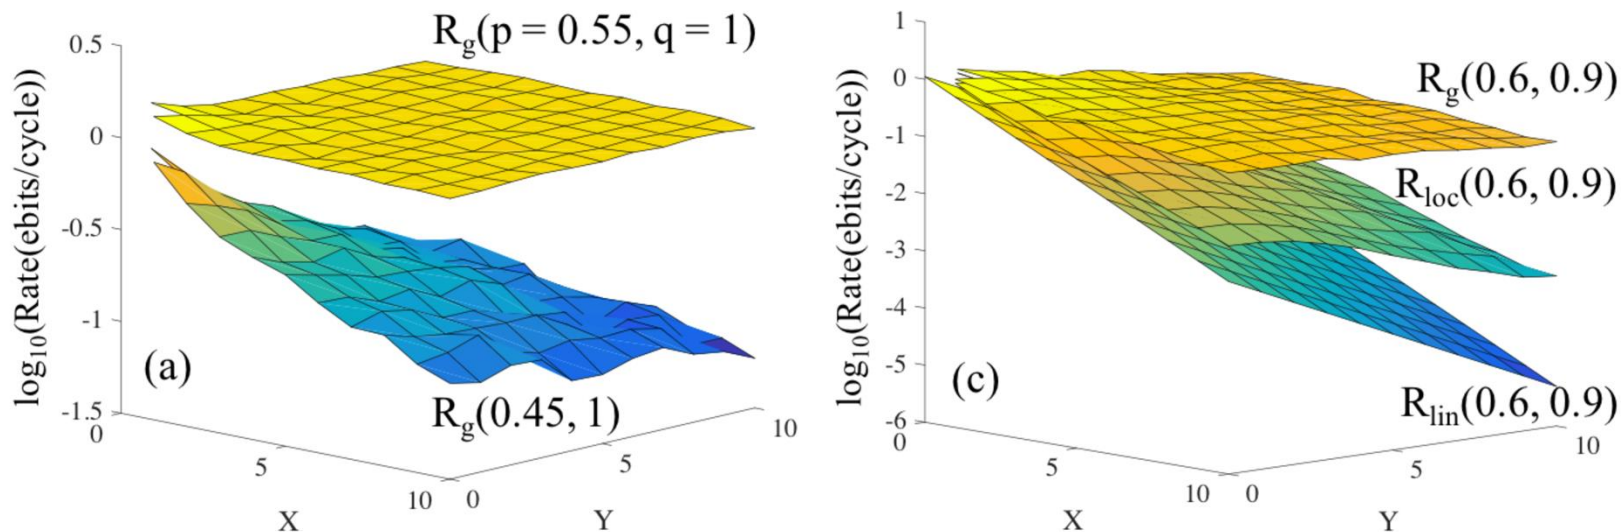 R_g(p = 0.55, q = 1)
0.5
0
-0.5
-1
-1.5
log₁₀(Rate(ebits/cycle))
(a)
R_g(0.45, 1)
0
5
10
X
0
5
10
Y
1
0
-1
-2
-3
-4
-5
-6
log₁₀(Rate(ebits/cycle))
R_g(0.6, 0.9)
R_loc(0.6, 0.9)
(c)
R_lin(0.6, 0.9)
0
5
10
X
0
5
10
Y